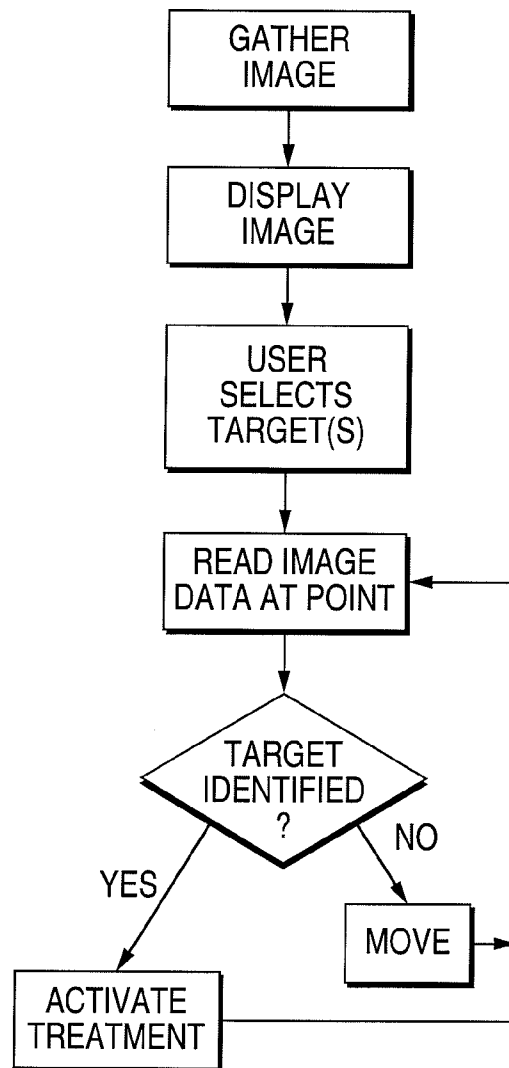 GATHER
IMAGE
DISPLAY
IMAGE
USER
SELECTS
TARGET(S)
READ IMAGE
DATA AT POINT
TARGET
IDENTIFIED
?
YES
NO
MOVE
ACTIVATE
TREATMENT